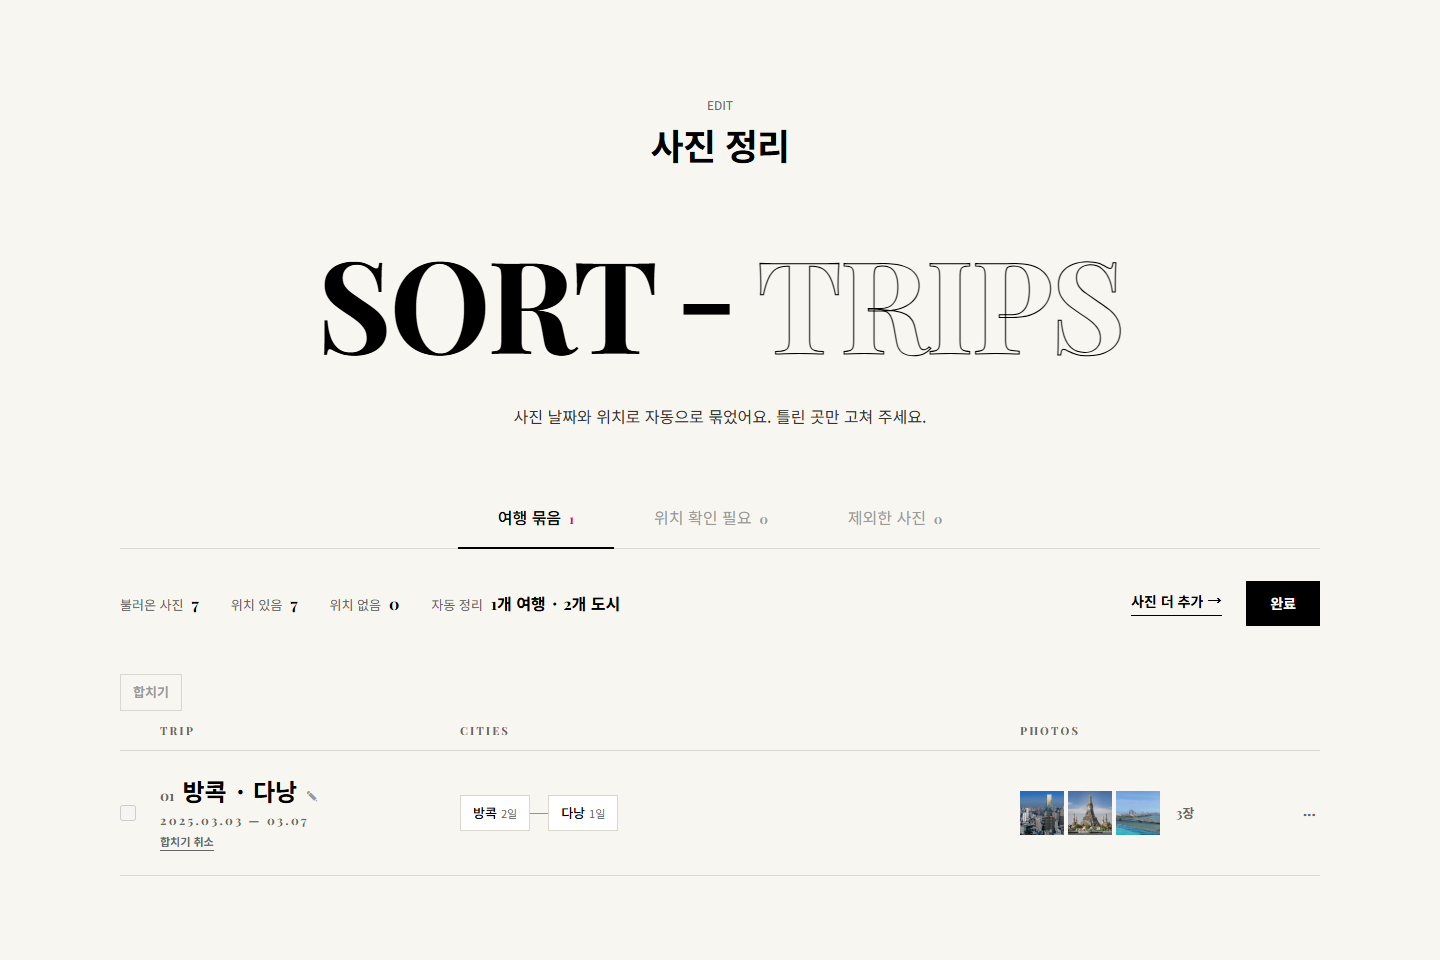 EDIT
사진 정리
SORT - TRIPS
사진 날짜와 위치로 자동으로 묶었어요. 틀린 곳만 고쳐 주세요.
여행 묶음 1 위치 확인 필요 0 제외한 사진 0
불러온 사진 7 위치 있음 7 위치 없음 0 자동 정리 1개 여행 · 2개 도시 사진 더 추가 → 완료
합치기
TRIP CITIES PHOTOS
01 방콕 · 다낭
2025.03.03 — 03.07
합치기 취소
방콕 2일 다낭 1일
3장